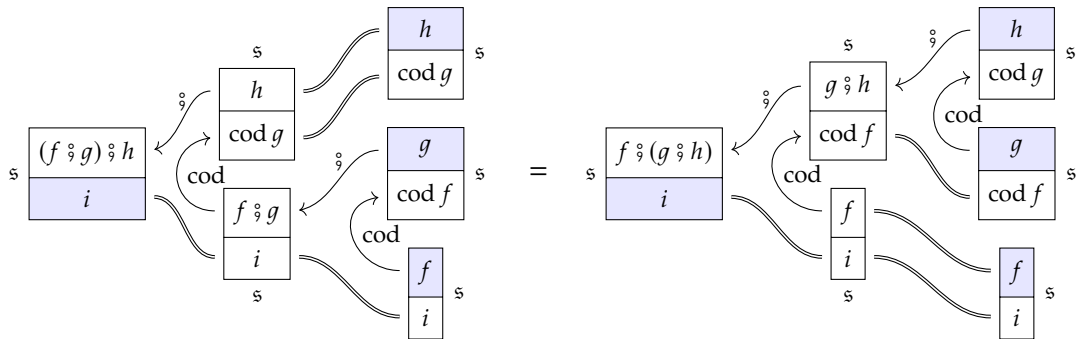 𝔰
h
cod g
h
cod g
𝔰
⨟
(f ⨟ g) ⨟ h
i
𝔰
cod
⨟
g
cod f
𝔰
f ⨟ g
i
𝔰
cod
f
i
𝔰
=
𝔰
h
cod g
𝔰
⨟
g ⨟ h
cod f
⨟
cod
f ⨟ (g ⨟ h)
i
𝔰
g
cod f
𝔰
cod
f
i
𝔰
f
i
𝔰